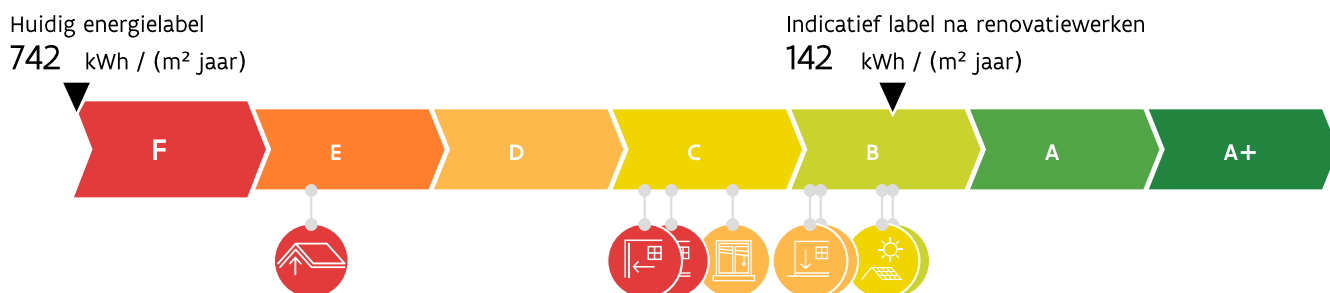 Huidig energielabel
742 kWh / (m² jaar)
Indicatief label na renovatiewerken
142 kWh / (m² jaar)
F E D C B A A+